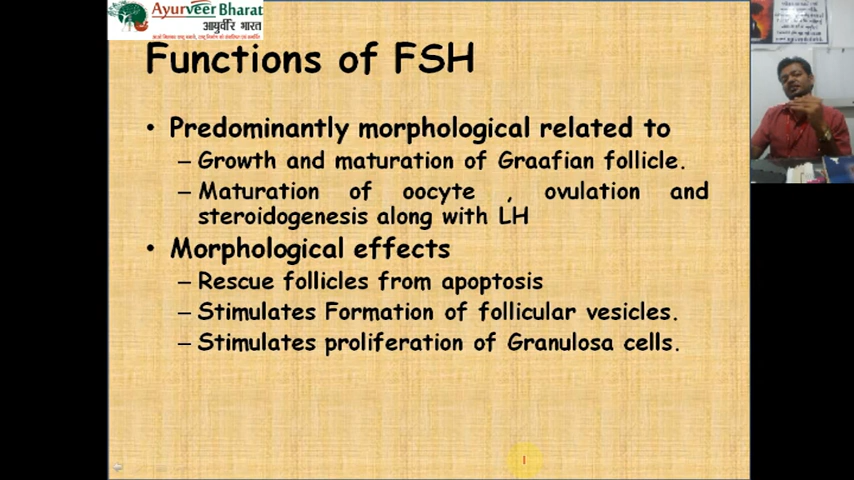 Ayurveer Bharat
आयुर्वीर भारत
Functions of FSH
• Predominantly morphological related to
– Growth and maturation of Graafian follicle.
– Maturation of oocyte , ovulation and
steroidogenesis along with LH
• Morphological effects
– Rescue follicles from apoptosis
– Stimulates Formation of follicular vesicles.
– Stimulates proliferation of Granulosa cells.